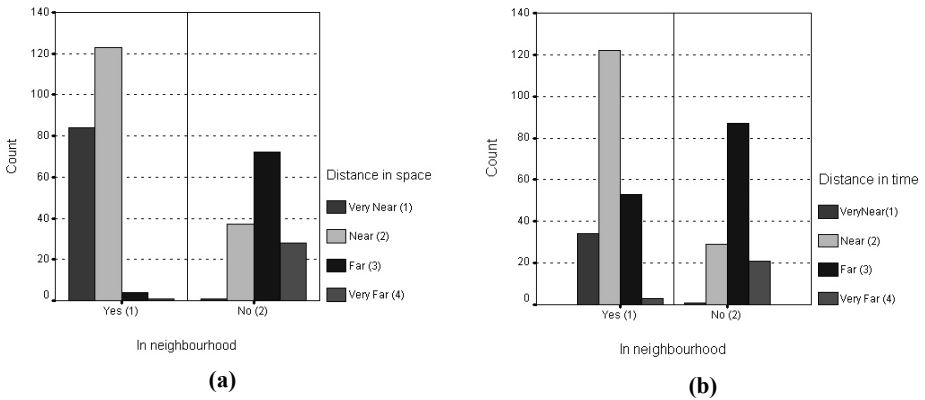 140
120
100
80
60
40
20
0
Count
Yes (1)
No (2)
In neighbourhood
Distance in space
Very Near (1)
Near (2)
Far (3)
Very Far (4)
(a)
140
120
100
80
60
40
20
0
Count
Yes (1)
No (2)
In neighbourhood
Distance in time
VeryNear(1)
Near (2)
Far (3)
Very Far (4)
(b)